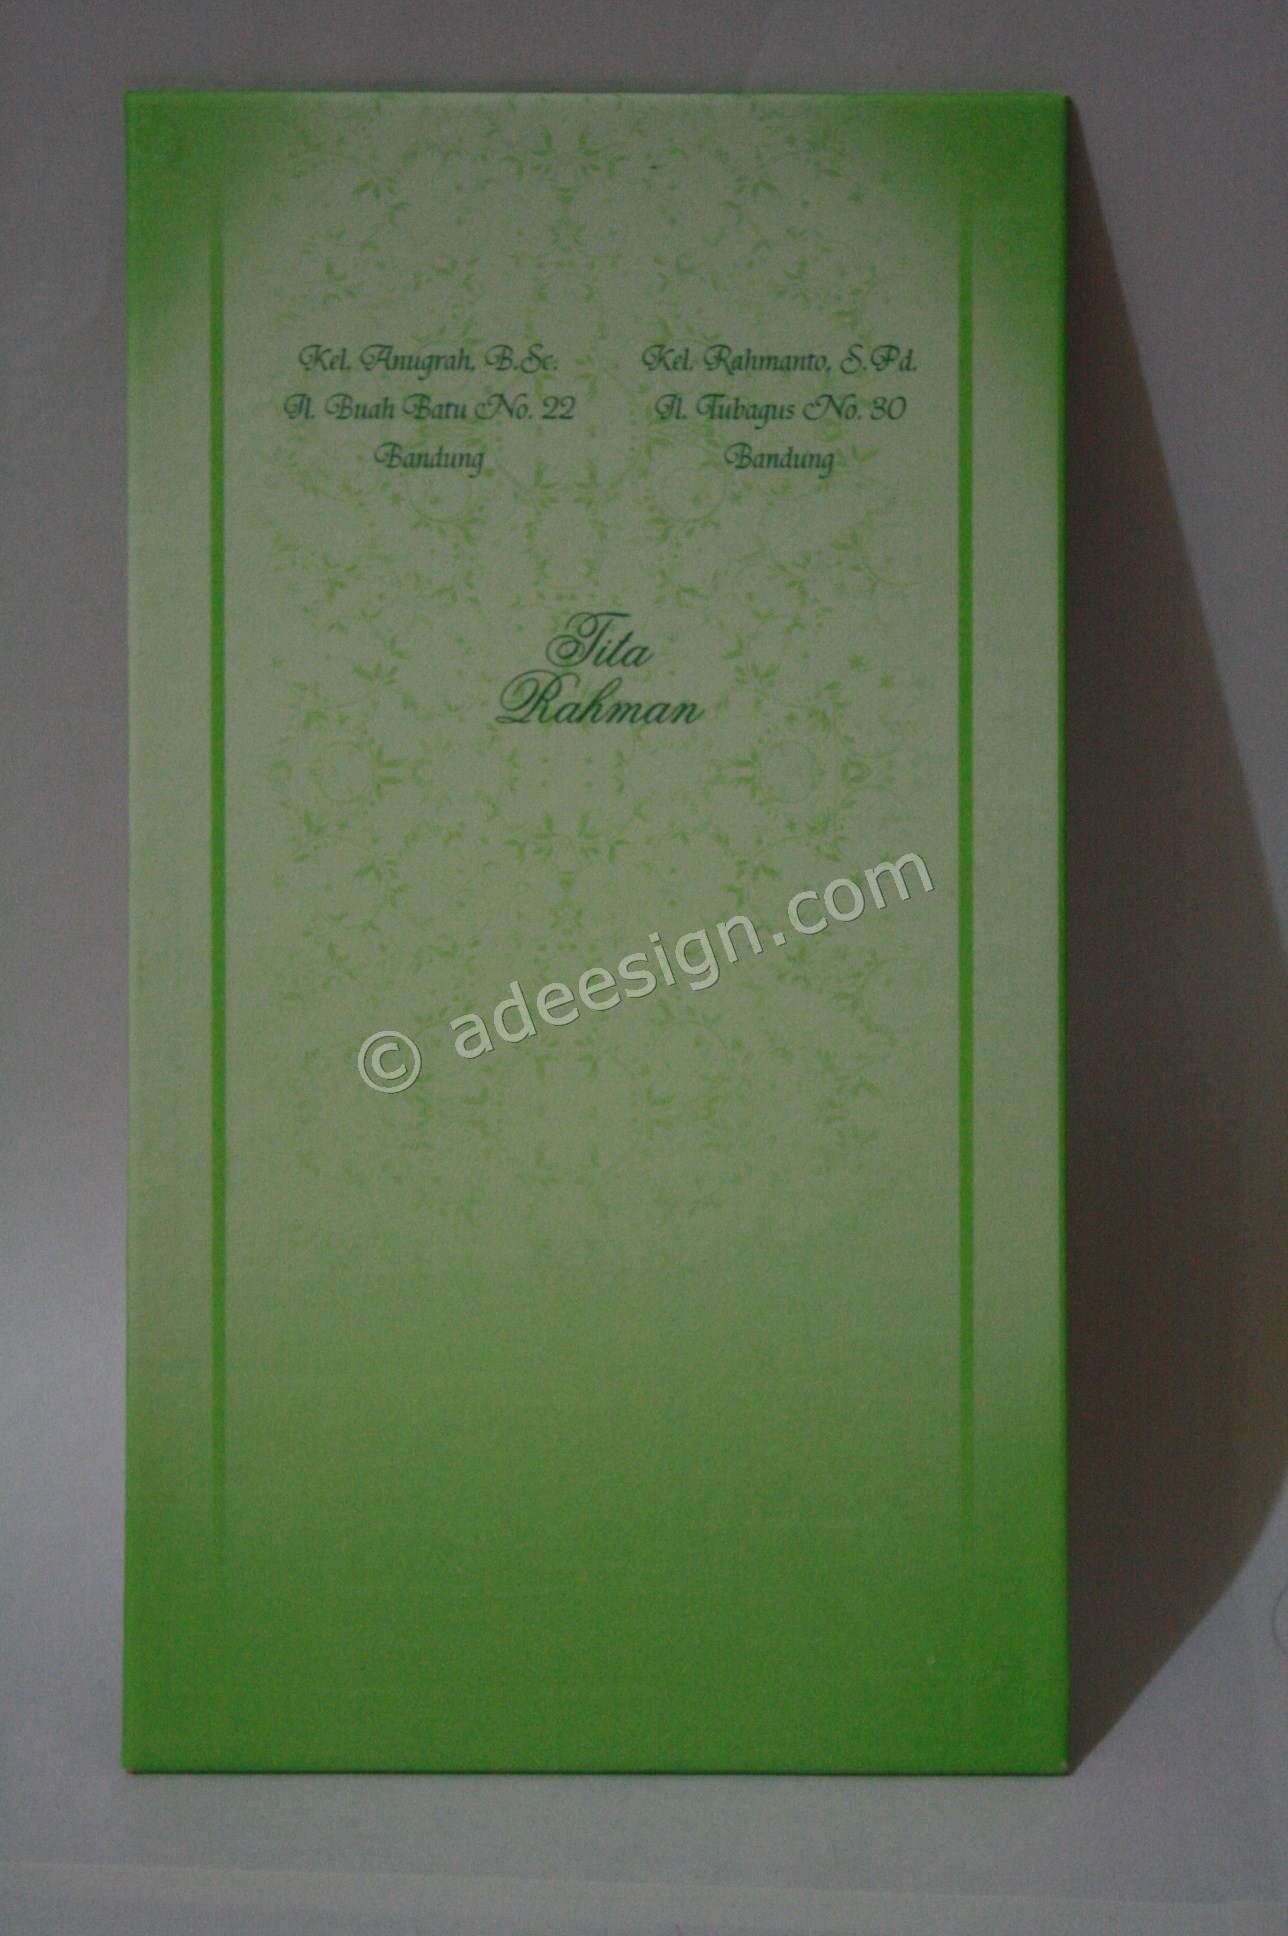 Kel. Anugrah, B.Sc.
Jl. Buah Batu No. 22
Bandung
Kel. Rahmanto, S.Pd.
Jl. Tubagus No. 30
Bandung
Tita
Rahman
© adeesign.com